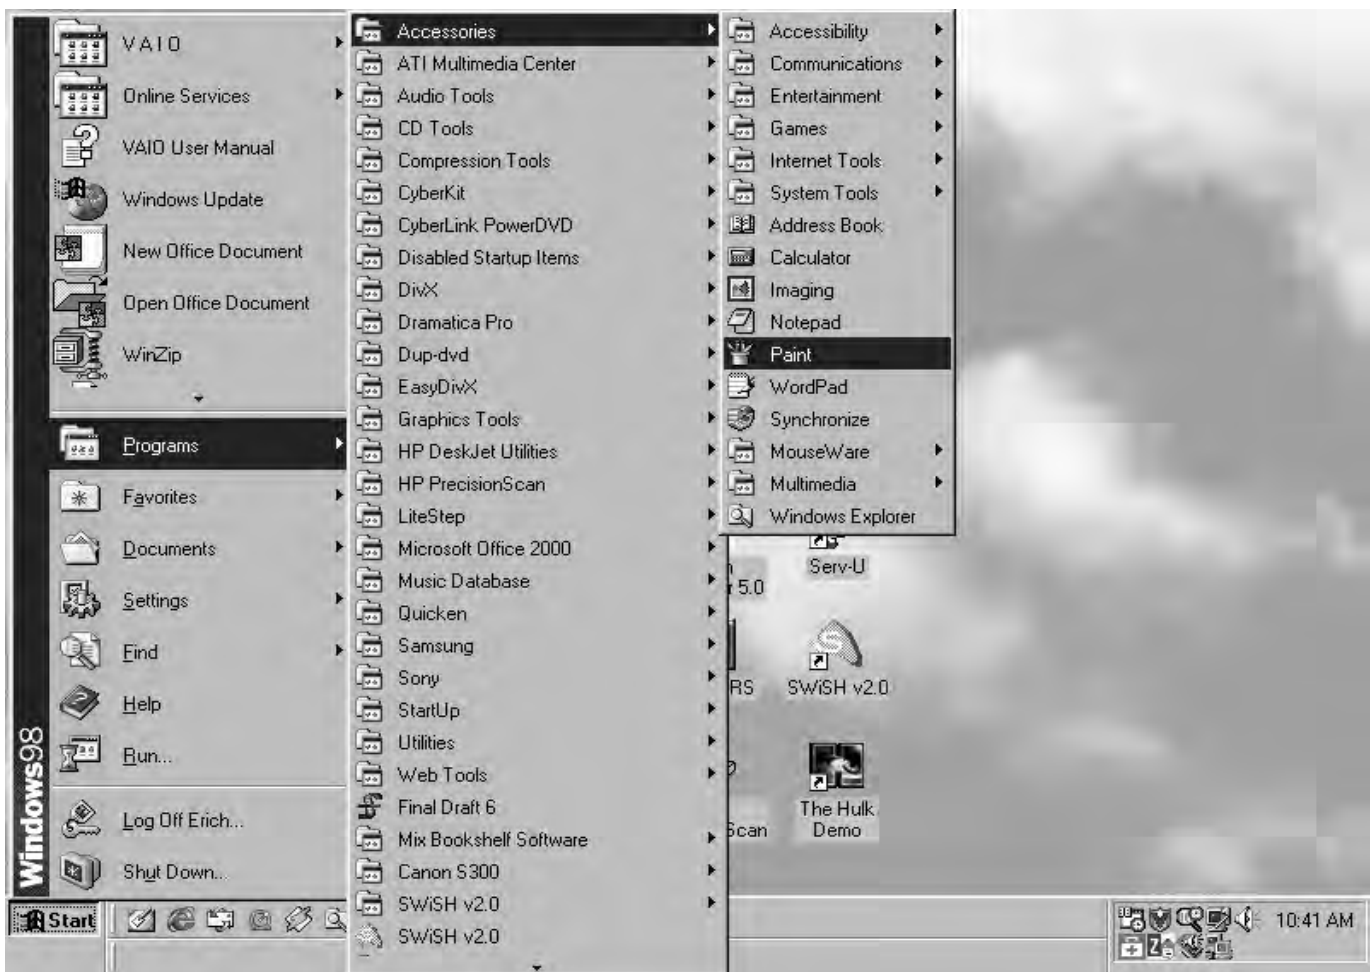 VAIO
Online Services
VAIO User Manual
Windows Update
New Office Document
Open Office Document
WinZip
Programs
Favorites
Documents
Settings
Find
Help
Run...
Log Off Erich...
Shut Down...
Windows98
Start
Accessories
ATI Multimedia Center
Audio Tools
CD Tools
Compression Tools
CyberKit
CyberLink PowerDVD
Disabled Startup Items
DivX
Dramatica Pro
Dup-dvd
EasyDivX
Graphics Tools
HP DeskJet Utilities
HP PrecisionScan
LiteStep
Microsoft Office 2000
Music Database
Quicken
Samsung
Sony
StartUp
Utilities
Web Tools
Final Draft 6
Mix Bookshelf Software
Canon S300
SWiSH v2.0
SWiSH v2.0
Accessibility
Communications
Entertainment
Games
Internet Tools
System Tools
Address Book
Calculator
Imaging
Notepad
Paint
WordPad
Synchronize
MouseWare
Multimedia
Windows Explorer
Serv-U
5.0
RS
SWiSH v2.0
The Hulk
Demo
Scan
10:41 AM